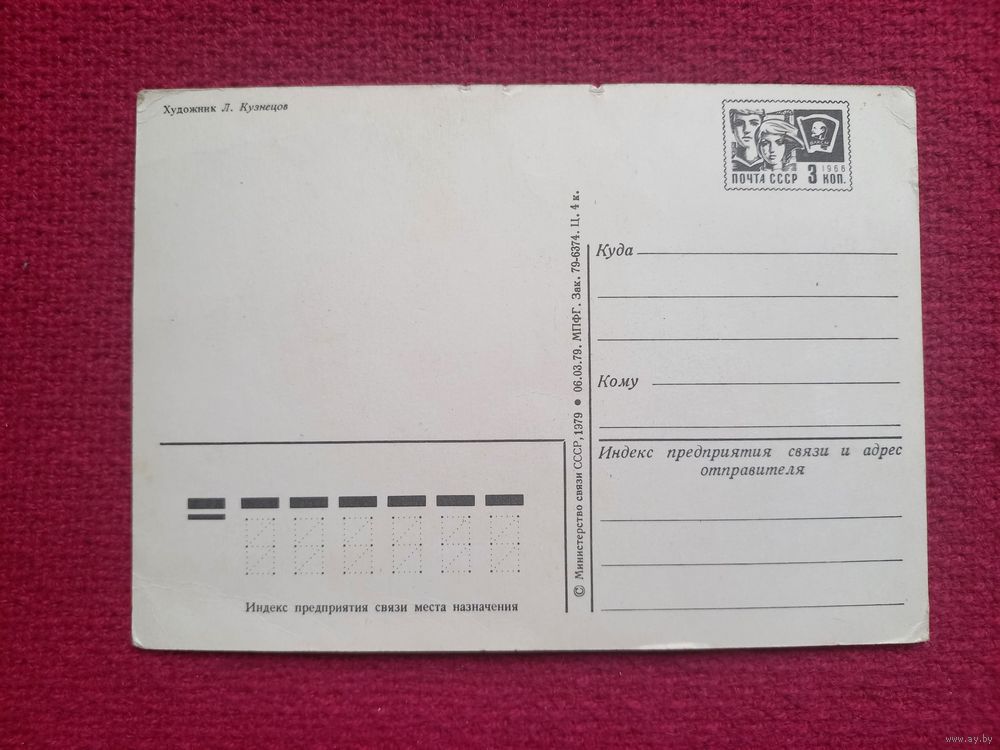 Художник Л. Кузнецов
ПОЧТА СССР 3 КОП.
1966
ВЛКСМ
Куда
Кому
Индекс предприятия связи и адрес
отправителя
© Министерство связи СССР, 1979 ● 06.03.79. МПФГ. Зак. 79-6374. Ц. 4 к.
Индекс предприятия связи места назначения
www.ay.by